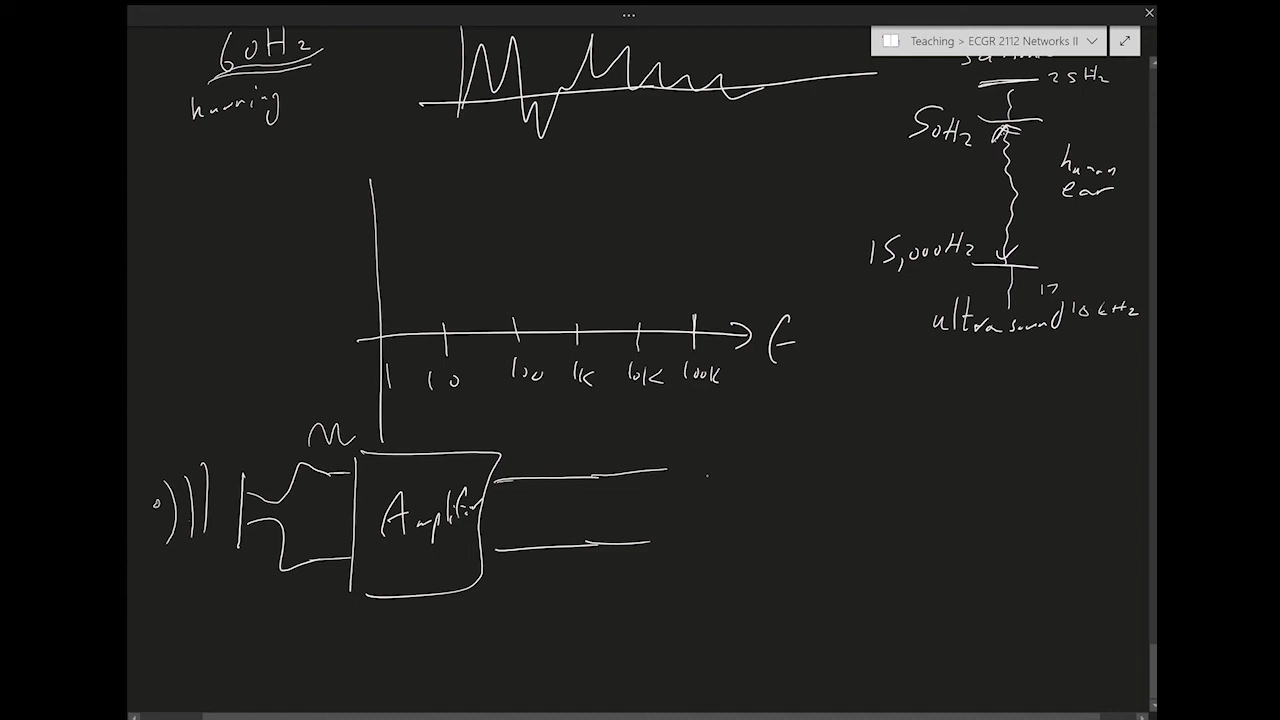 ...
Teaching > ECGR 2112 Networks II
60Hz
humming
25Hz
50Hz
human
ear
15,000Hz
17
18kHz
ultrasound
1 10 100 1K 10K 100K
f
Amplifier